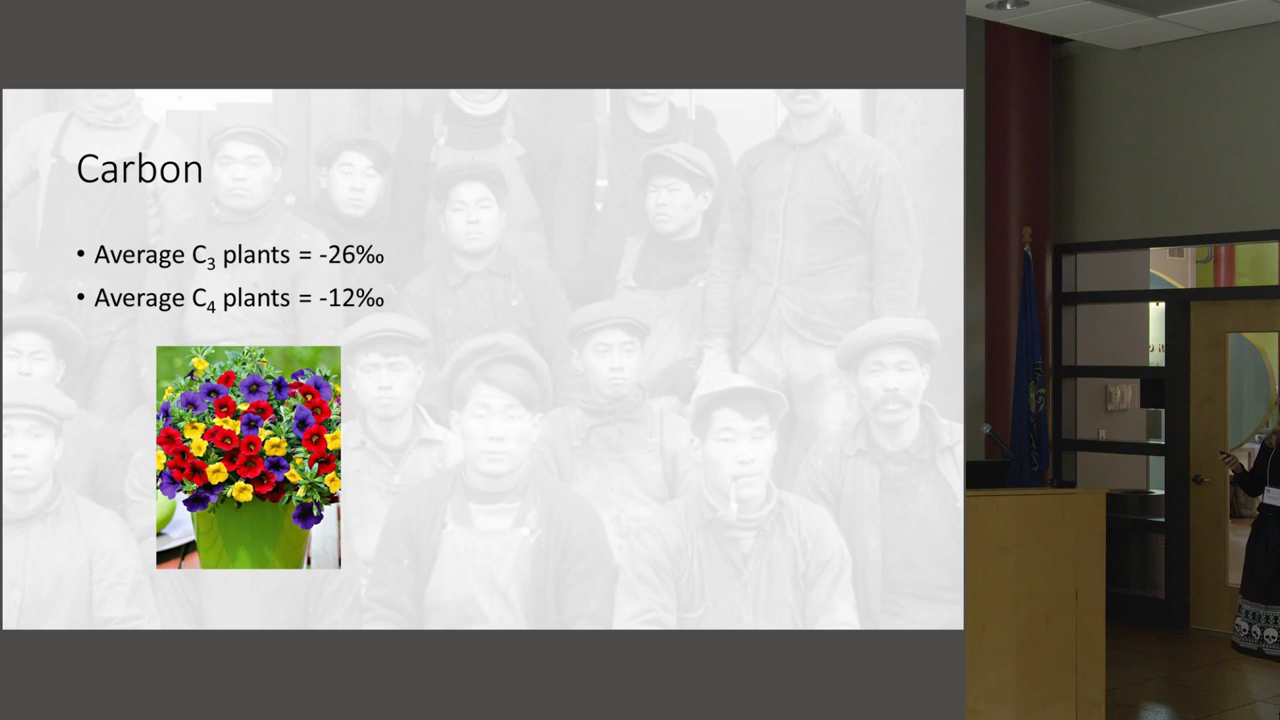 Carbon
• Average C₃ plants = -26‰
• Average C₄ plants = -12‰